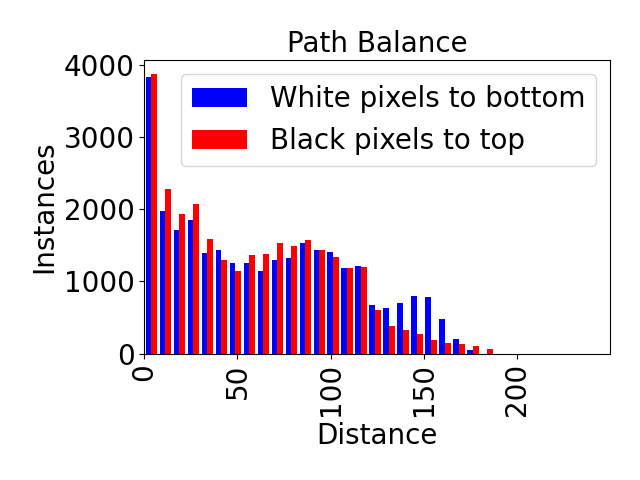 Path Balance
4000
3000
2000
1000
0
Instances
White pixels to bottom
Black pixels to top
0
50
100
150
200
Distance